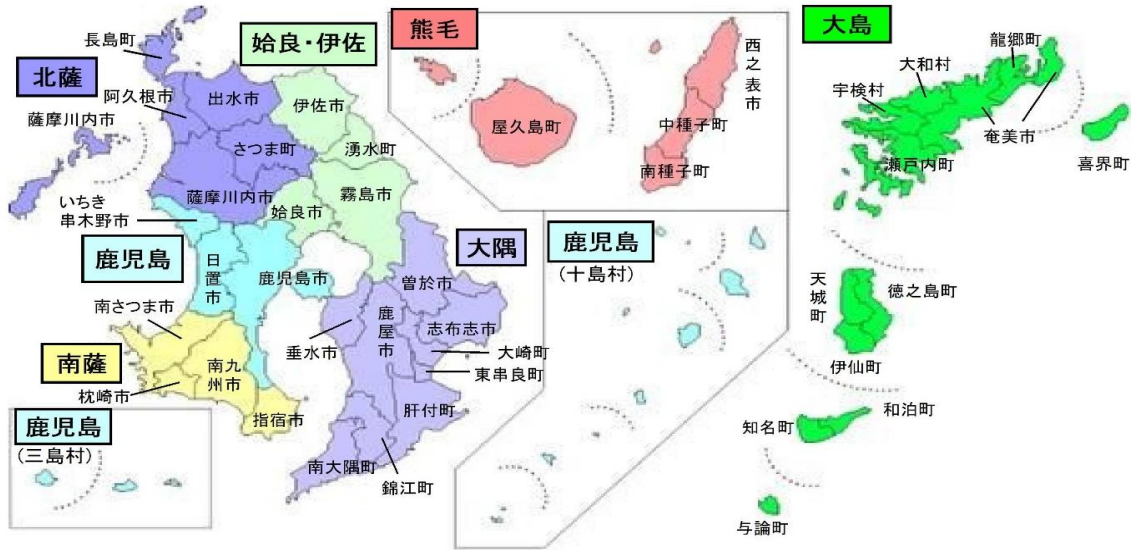 長島町
北薩
阿久根市
出水市
薩摩川内市
さつま町
薩摩川内市
いちき
串木野市
姶良・伊佐
伊佐市
湧水町
霧島市
姶良市
鹿児島
日置市
鹿児島市
南さつま市
南薩
枕崎市
南九
州市
指宿市
大隅
曽於市
鹿屋市
志布志市
垂水市
大崎町
東串良町
肝付町
南大隅町
錦江町
鹿児島
(三島村)
熊毛
西之表市
屋久島町
中種子町
南種子町
鹿児島
(十島村)
大島
龍郷町
大和村
宇検村
奄美市
瀬戸内町
喜界町
天城町
徳之島町
伊仙町
和泊町
知名町
与論町